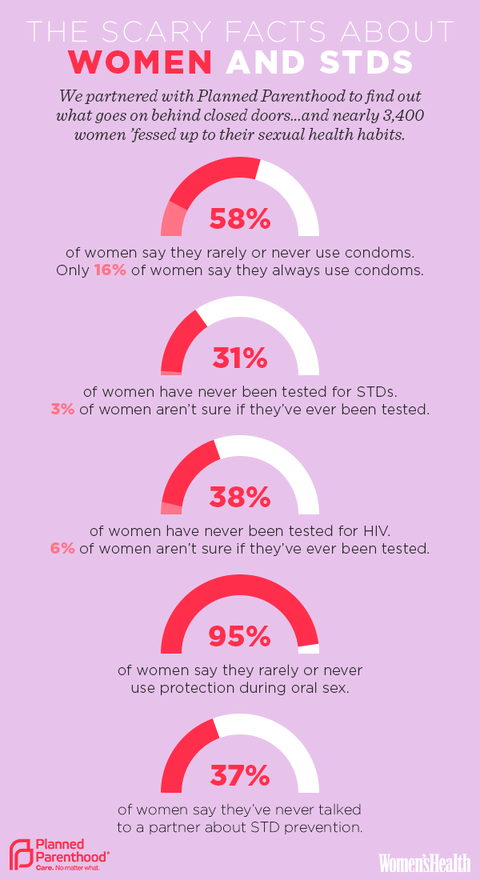 THE SCARY FACTS ABOUT
WOMEN AND STDS
We partnered with Planned Parenthood to find out
what goes on behind closed doors...and nearly 3,400
women ’fessed up to their sexual health habits.
58%
of women say they rarely or never use condoms.
Only 16% of women say they always use condoms.
31%
of women have never been tested for STDs.
3% of women aren’t sure if they’ve ever been tested.
38%
of women have never been tested for HIV.
6% of women aren’t sure if they’ve ever been tested.
95%
of women say they rarely or never
use protection during oral sex.
37%
of women say they’ve never talked
to a partner about STD prevention.
Planned
Parenthood®
Care. No matter what.
Women’sHealth